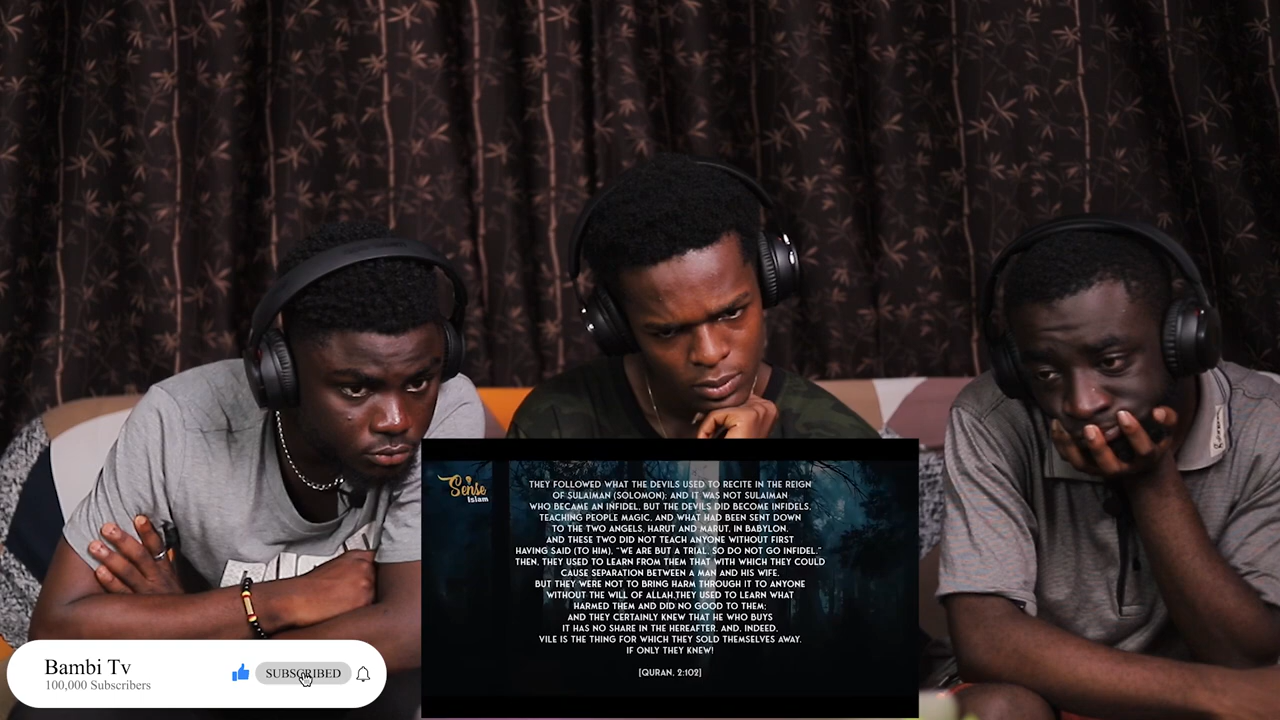 Sense
Islam
THEY FOLLOWED WHAT THE DEVILS USED TO RECITE IN THE REIGN
OF SULAIMAN (SOLOMON); AND IT WAS NOT SULAIMAN
WHO BECAME AN INFIDEL, BUT THE DEVILS DID BECOME INFIDELS,
TEACHING PEOPLE MAGIC, AND WHAT HAD BEEN SENT DOWN
TO THE TWO ANGELS, HARUT AND MARUT, IN BABYLON.
AND THESE TWO DID NOT TEACH ANYONE WITHOUT FIRST
HAVING SAID (TO HIM), "WE ARE BUT A TRIAL, SO DO NOT GO INFIDEL."
THEN, THEY USED TO LEARN FROM THEM THAT WITH WHICH THEY COULD
CAUSE SEPARATION BETWEEN A MAN AND HIS WIFE.
BUT THEY WERE NOT TO BRING HARM THROUGH IT TO ANYONE
WITHOUT THE WILL OF ALLAH,THEY USED TO LEARN WHAT
HARMED THEM AND DID NO GOOD TO THEM;
AND THEY CERTAINLY KNEW THAT HE WHO BUYS
IT HAS NO SHARE IN THE HEREAFTER. AND, INDEED,
VILE IS THE THING FOR WHICH THEY SOLD THEMSELVES AWAY.
IF ONLY THEY KNEW!
[QURAN, 2:102]
Bambi Tv
100,000 Subscribers
SUBSCRIBED